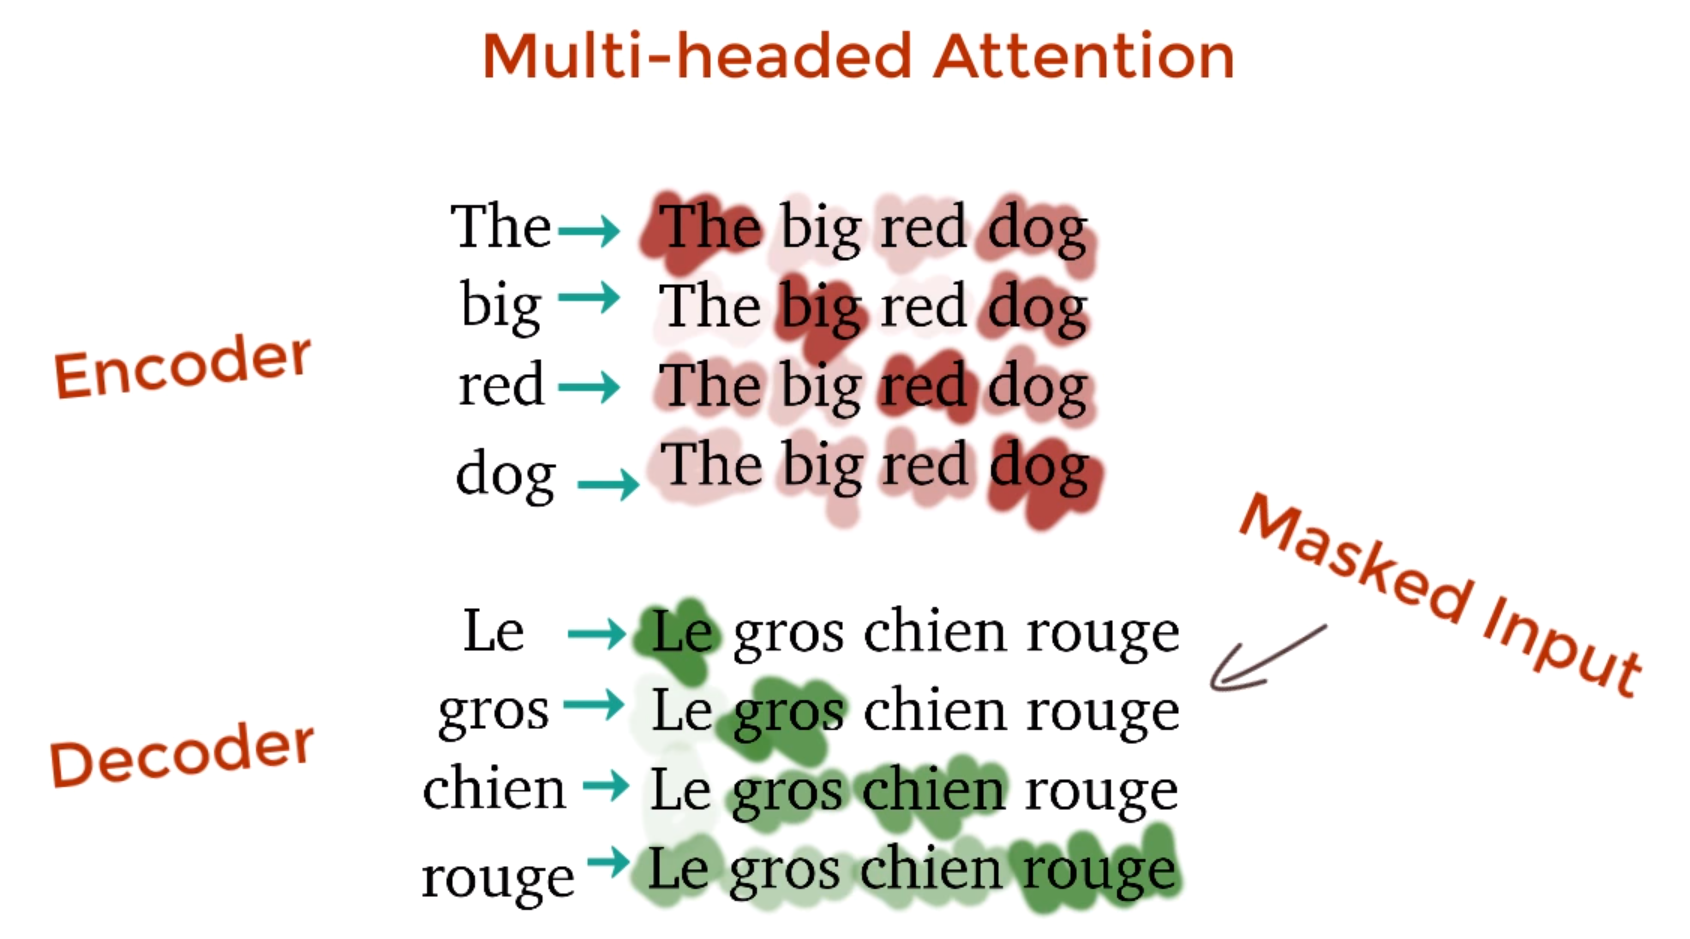 Multi-headed Attention
The → The big red dog
big → The big red dog
Encoder
red → The big red dog
dog → The big red dog
Masked Input
Le → Le gros chien rouge
gros → Le gros chien rouge
Decoder
chien → Le gros chien rouge
rouge → Le gros chien rouge